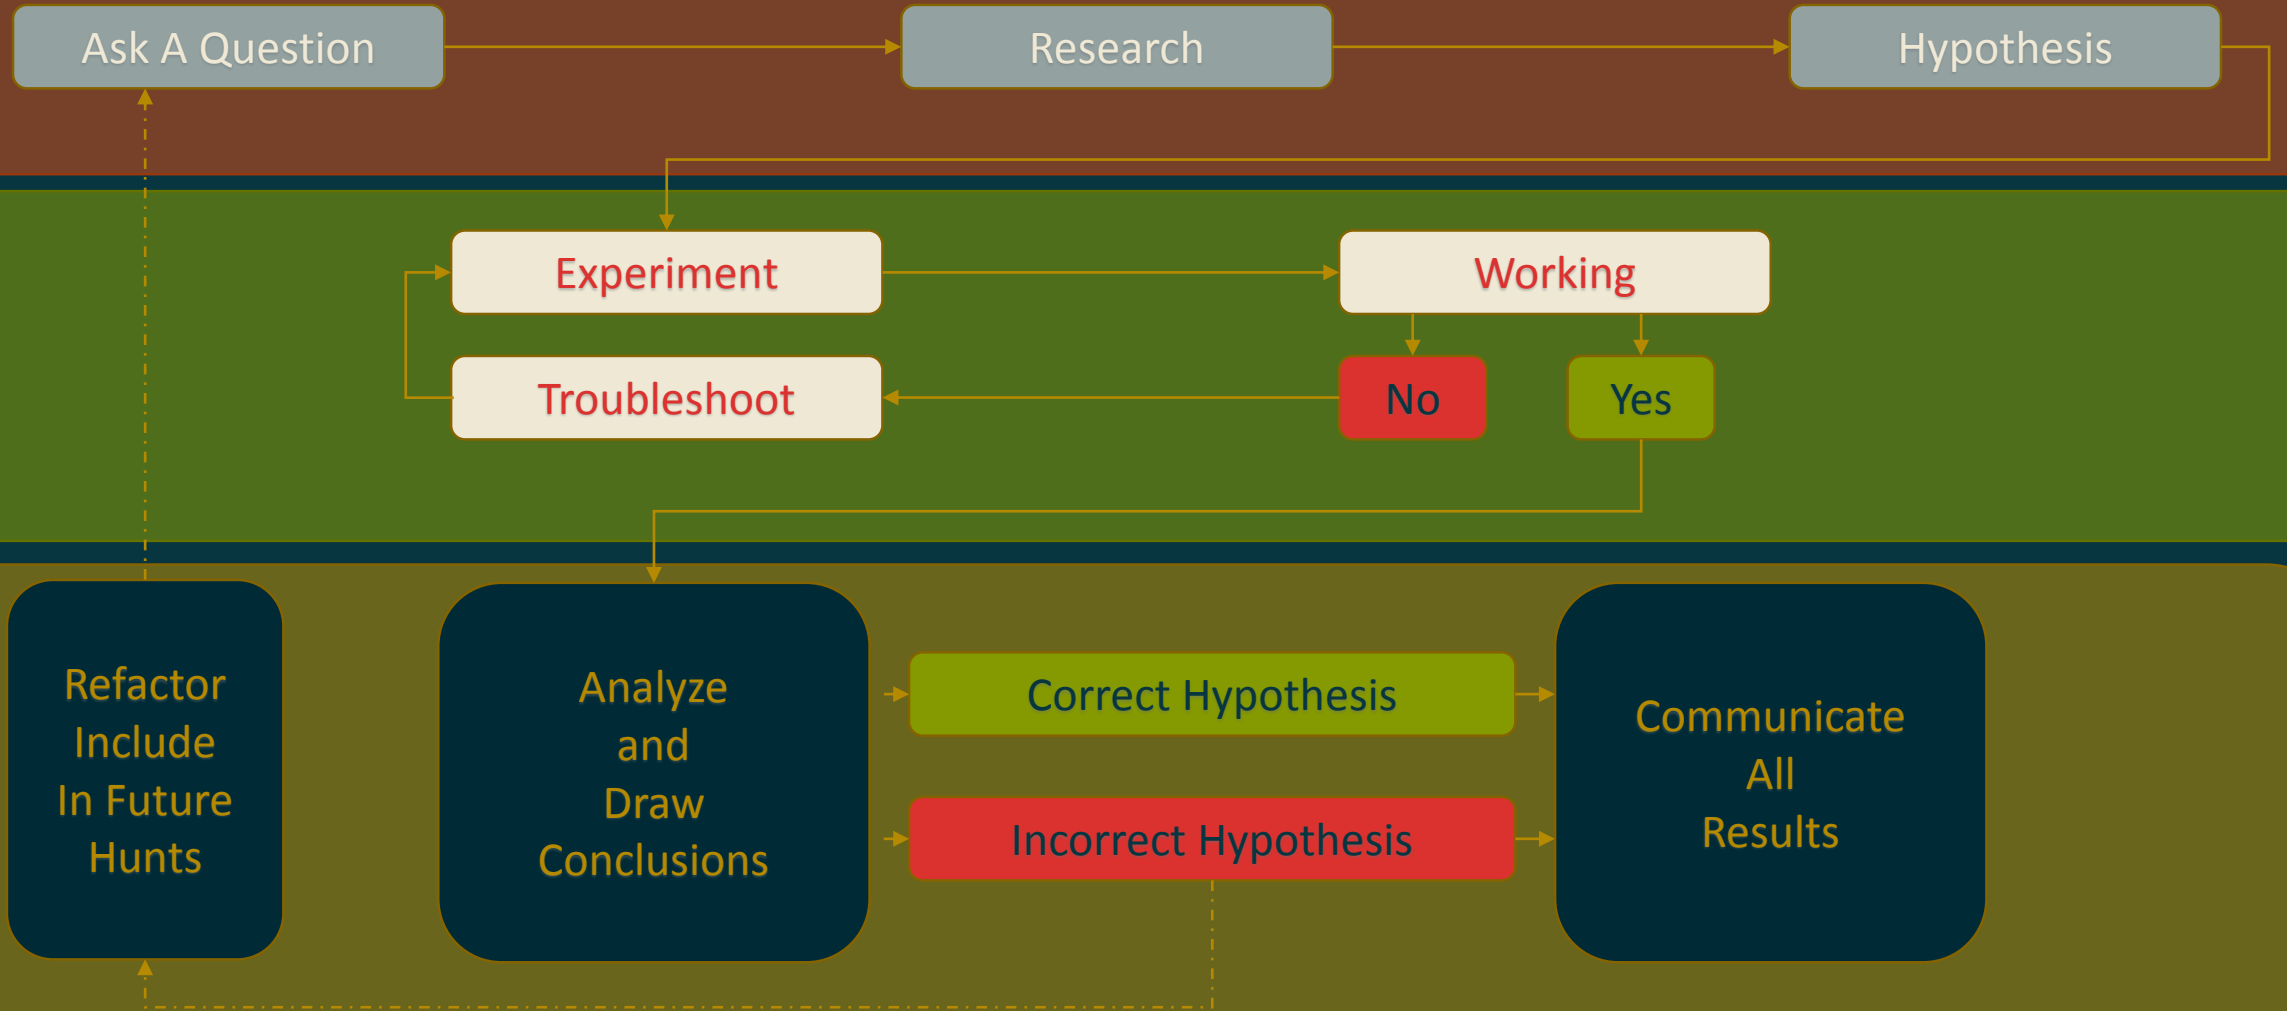 Ask A Question
Research
Hypothesis
Experiment
Working
Troubleshoot
No
Yes
Refactor
Include
In Future
Hunts
Analyze
and
Draw
Conclusions
Correct Hypothesis
Incorrect Hypothesis
Communicate
All
Results